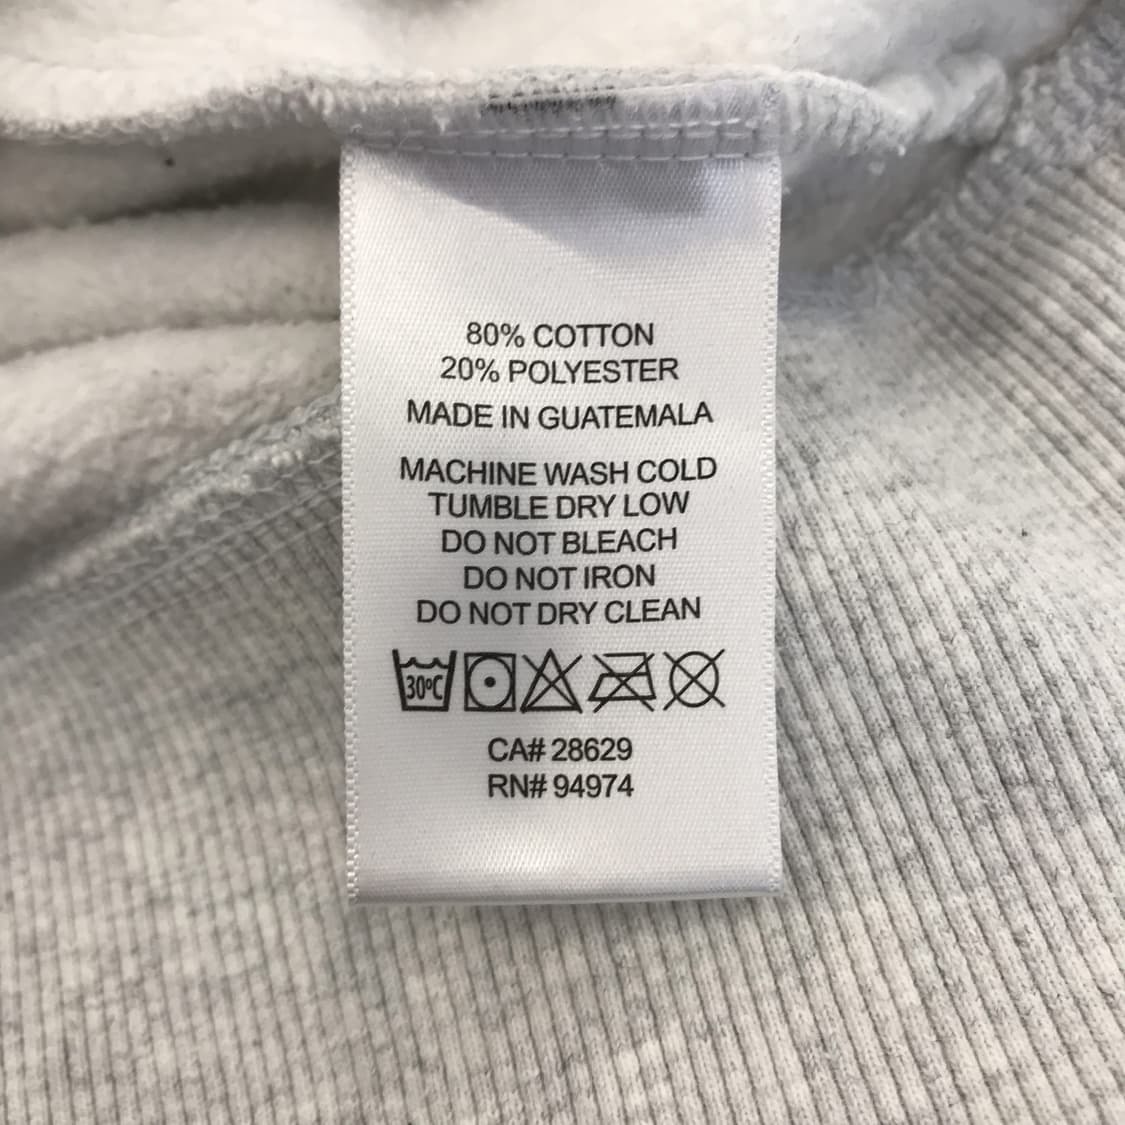 80% COTTON
20% POLYESTER
MADE IN GUATEMALA
MACHINE WASH COLD
TUMBLE DRY LOW
DO NOT BLEACH
DO NOT IRON
DO NOT DRY CLEAN
30ºC
CA# 28629
RN# 94974